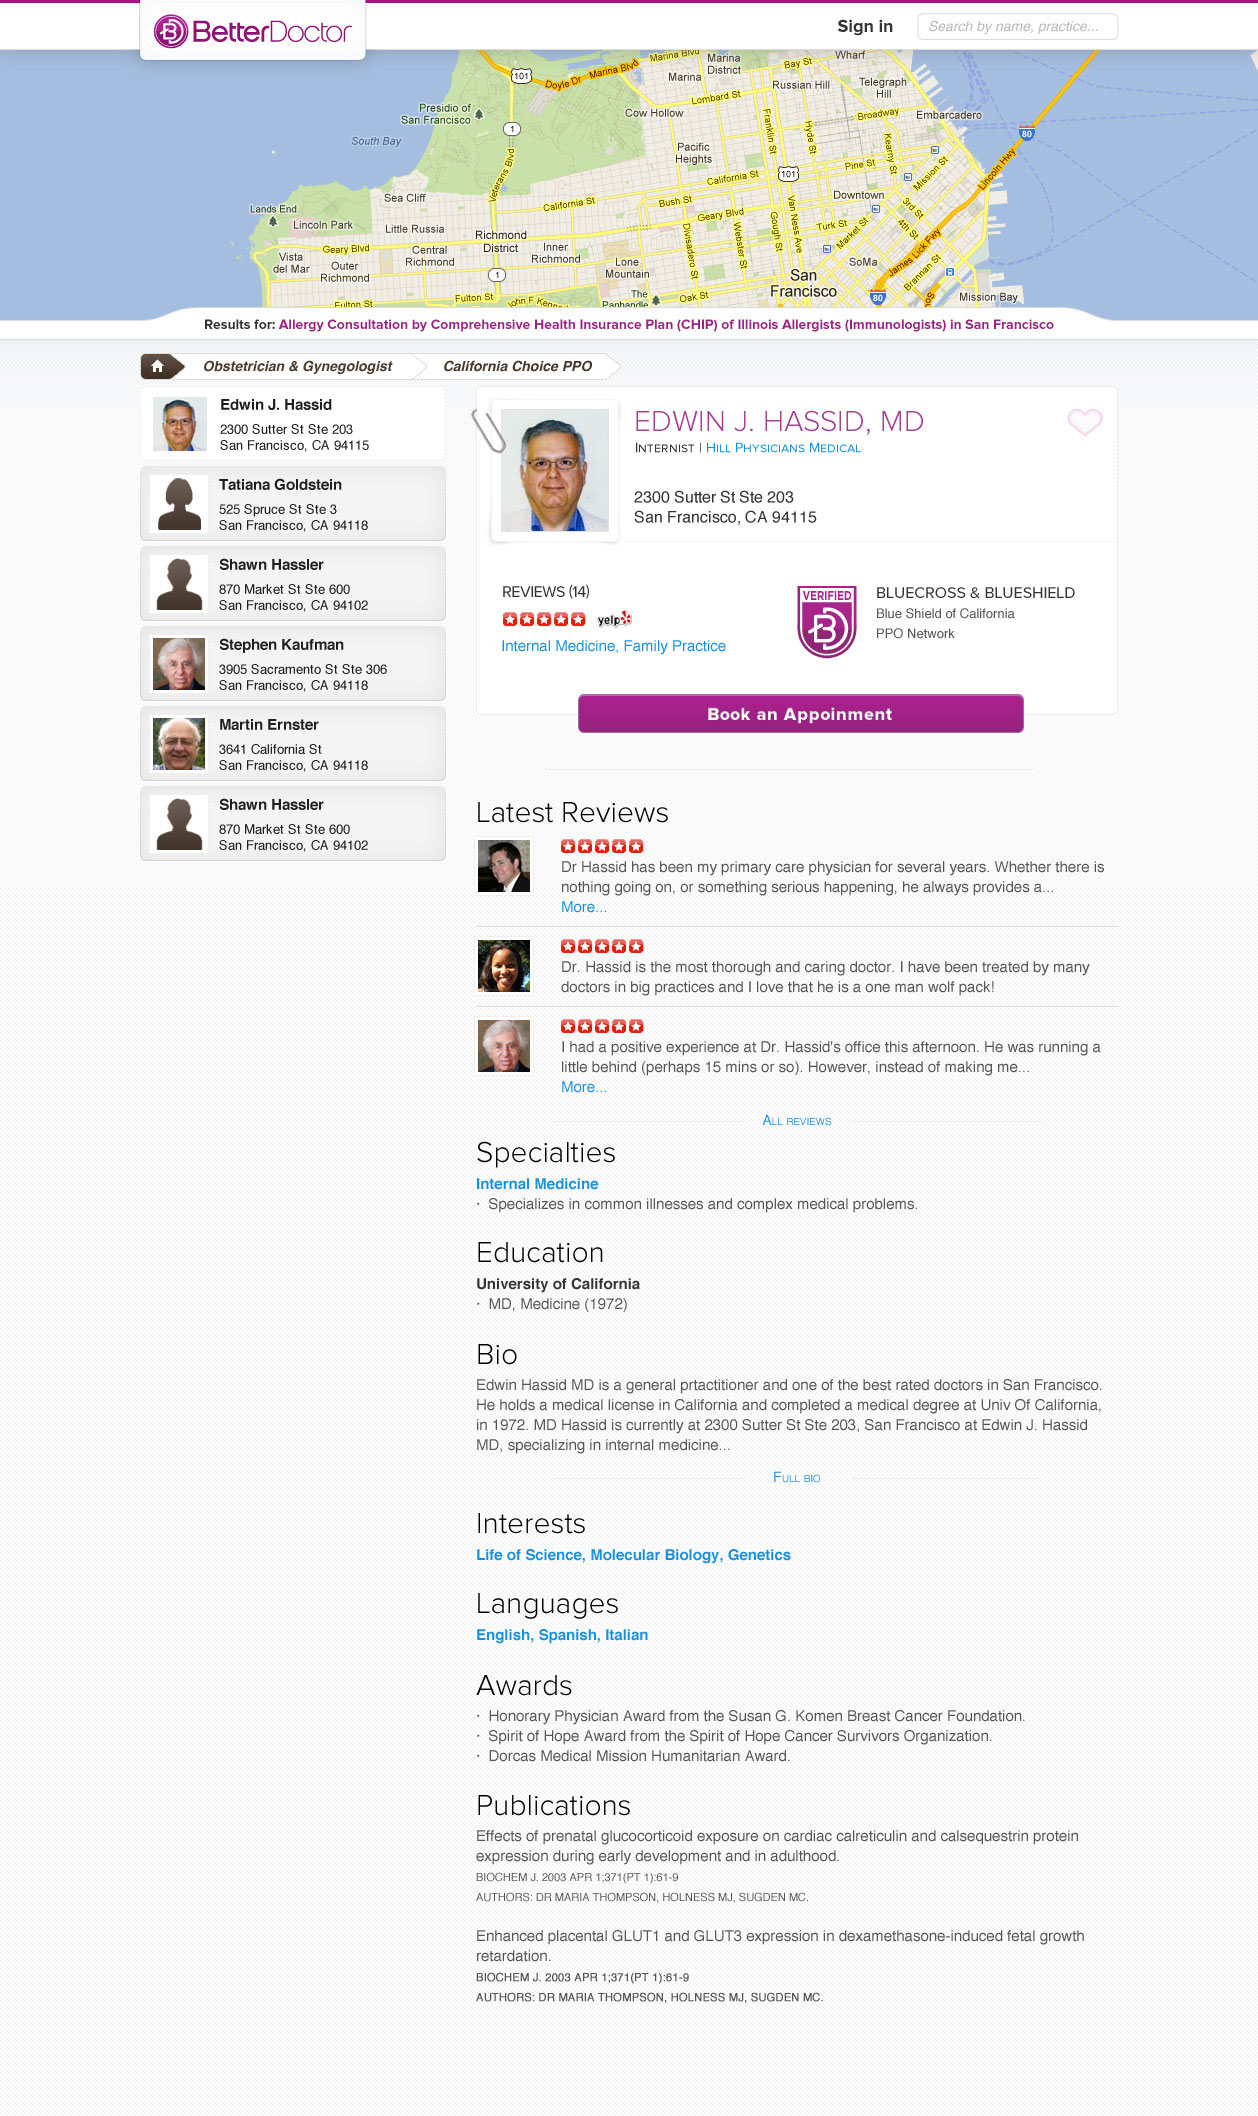 BetterDoctor
Sign in
Search by name, practice...
101
Doyle Dr
Marina Blvd
Marina Blvd
Marina
District
Marina
Bay St
Wharf
Russian Hill
Telegraph
Hill
Presidio of
San Francisco
Cow Hollow
Lombard St
Broadway
Embarcadero
1
South Bay
Franklin St
Hyde St
Kearny St
80
Pacific
Heights
Pine St
Mission St
Lincoln Hwy
Veterans Blvd
California St
101
Downtown
Lands End
Sea Cliff
California St
Bush St
Van Ness Ave
3rd St
Lincoln Park
Little Russia
Geary Blvd
Gough St
Turk St
Market St
4th St
Richmond
District
Divisadero St
Webster St
James Lick Fwy
Geary Blvd
Central
Richmond
Inner
Richmond
Vista
del Mar
Outer
Richmond
Lone
Mountain
SoMa
Brannan St
1
San
Francisco
Fulton St
Fulton St
John F Kenne
The
Panhandle
Oak St
80
Mission Bay
Results for: Allergy Consultation by Comprehensive Health Insurance Plan (CHIP) of Illinois Allergists (Immunologists) in San Francisco
Obstetrician & Gynegologist
California Choice PPO
Edwin J. Hassid
2300 Sutter St Ste 203
San Francisco, CA 94115
Tatiana Goldstein
525 Spruce St Ste 3
San Francisco, CA 94118
Shawn Hassler
870 Market St Ste 600
San Francisco, CA 94102
Stephen Kaufman
3905 Sacramento St Ste 306
San Francisco, CA 94118
Martin Ernster
3641 California St
San Francisco, CA 94118
Shawn Hassler
870 Market St Ste 600
San Francisco, CA 94102
EDWIN J. HASSID, MD
INTERNIST | HILL PHYSICIANS MEDICAL
2300 Sutter St Ste 203
San Francisco, CA 94115
REVIEWS (14)
yelp
Internal Medicine, Family Practice
VERIFIED
BLUECROSS & BLUESHIELD
Blue Shield of California
PPO Network
Book an Appoinment
Latest Reviews
Dr Hassid has been my primary care physician for several years. Whether there is
nothing going on, or something serious happening, he always provides a...
More...
Dr. Hassid is the most thorough and caring doctor. I have been treated by many
doctors in big practices and I love that he is a one man wolf pack!
I had a positive experience at Dr. Hassid's office this afternoon. He was running a
little behind (perhaps 15 mins or so). However, instead of making me...
More...
ALL REVIEWS
Specialties
Internal Medicine
· Specializes in common illnesses and complex medical problems.
Education
University of California
· MD, Medicine (1972)
Bio
Edwin Hassid MD is a general prtactitioner and one of the best rated doctors in San Francisco.
He holds a medical license in California and completed a medical degree at Univ Of California,
in 1972. MD Hassid is currently at 2300 Sutter St Ste 203, San Francisco at Edwin J. Hassid
MD, specializing in internal medicine...
FULL BIO
Interests
Life of Science, Molecular Biology, Genetics
Languages
English, Spanish, Italian
Awards
· Honorary Physician Award from the Susan G. Komen Breast Cancer Foundation.
· Spirit of Hope Award from the Spirit of Hope Cancer Survivors Organization.
· Dorcas Medical Mission Humanitarian Award.
Publications
Effects of prenatal glucocorticoid exposure on cardiac calreticulin and calsequestrin protein
expression during early development and in adulthood.
BIOCHEM J. 2003 APR 1;371(PT 1):61-9
AUTHORS: DR MARIA THOMPSON, HOLNESS MJ, SUGDEN MC.
Enhanced placental GLUT1 and GLUT3 expression in dexamethasone-induced fetal growth
retardation.
BIOCHEM J. 2003 APR 1;371(PT 1):61-9
AUTHORS: DR MARIA THOMPSON, HOLNESS MJ, SUGDEN MC.